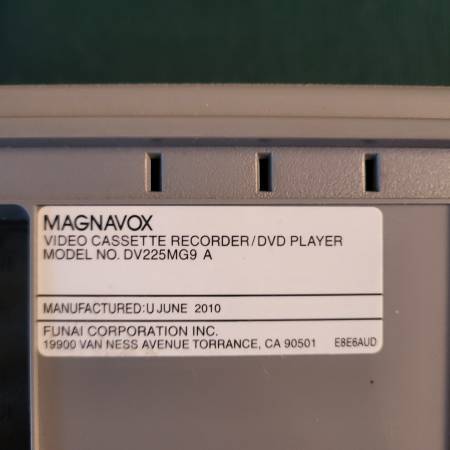 MAGNAVOX
VIDEO CASSETTE RECORDER/DVD PLAYER
MODEL NO. DV225MG9 A
MANUFACTURED:U JUNE 2010
FUNAI CORPORATION INC.
19900 VAN NESS AVENUE TORRANCE, CA 90501 E8E6AUD